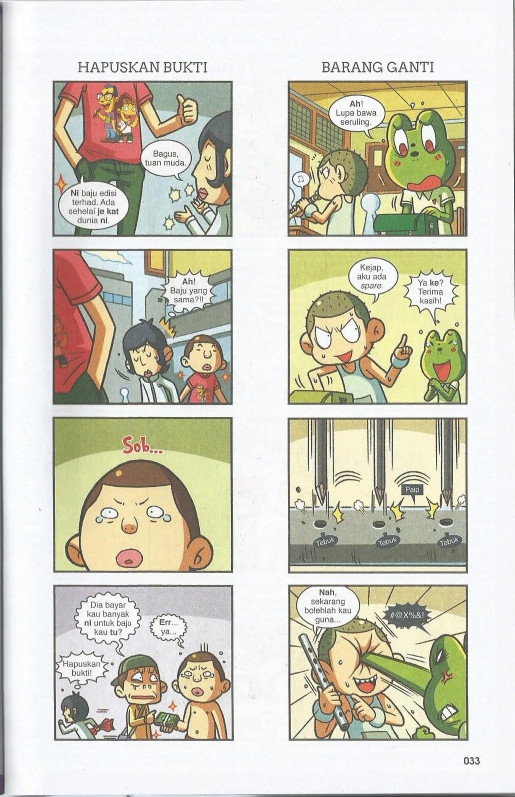 HAPUSKAN BUKTI
Bagus,
tuan muda.
Ni baju edisi
terhad. Ada
sehelai je kat
dunia ni.
Ah!
Baju yang
sama?!!
Sob...
Dia bayar
kau banyak
ni untuk baju
kau tu?
Err...
ya...
Hapuskan
bukti!
BARANG GANTI
Ah!
Lupa bawa
seruling.
Kejap,
aku ada
spare.
Ya ke?
Terima
kasih!
Paip
Tebuk
Tebuk
Tebuk
Nah,
sekarang
bolehlah kau
guna...
#@X%&!
033